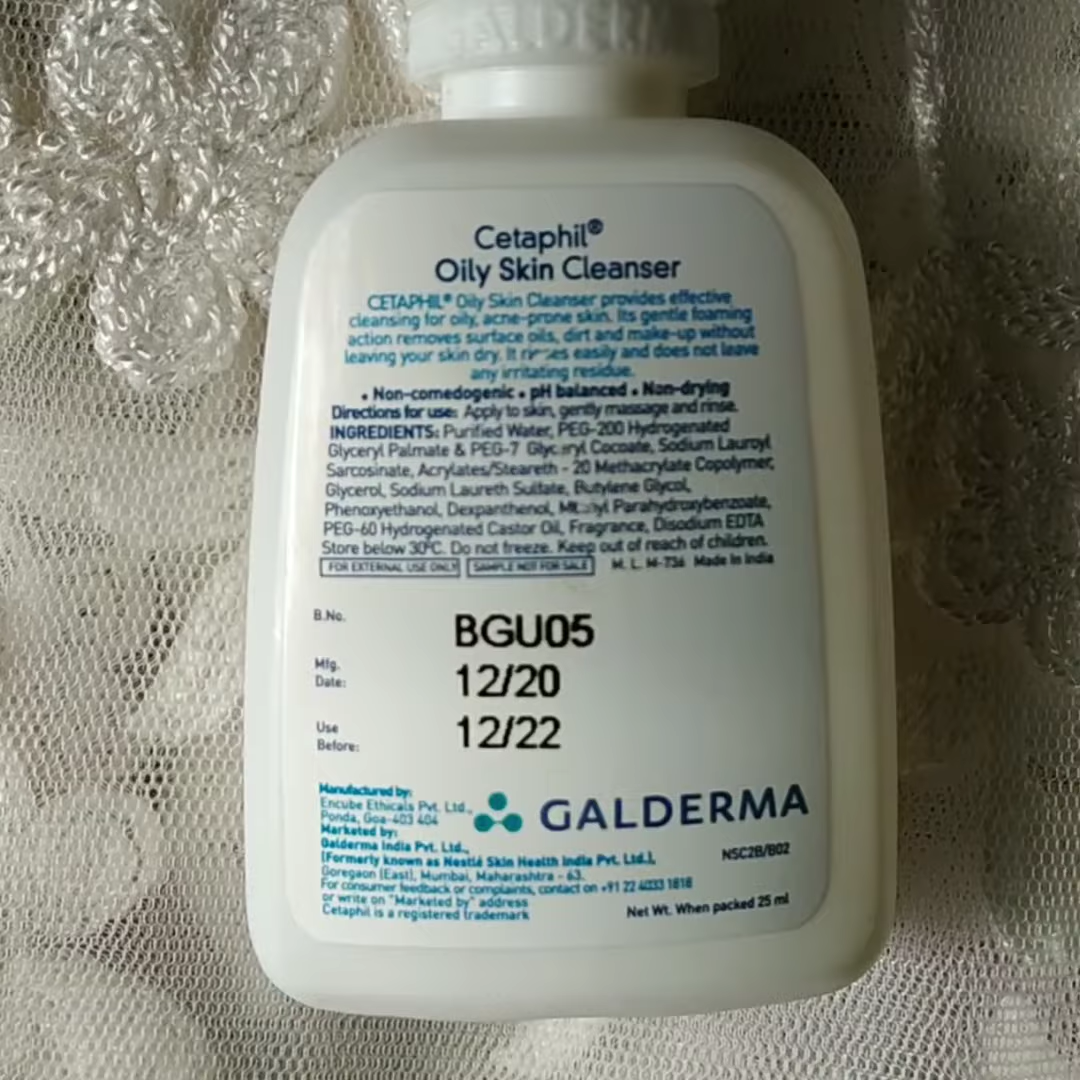 GALDERMA
Cetaphil®
Oily Skin Cleanser
CETAPHIL® Oily Skin Cleanser provides effective
cleansing for oily, acne-prone skin. Its gentle foaming
action removes surface oils, dirt and make-up without
leaving your skin dry. It rinses easily and does not leave
any irritating residue.
• Non-comedogenic • pH balanced • Non-drying
Directions for use: Apply to skin, gently massage and rinse.
INGREDIENTS: Purified Water, PEG-200 Hydrogenated
Glyceryl Palmate & PEG-7 Glyceryl Cocoate, Sodium Lauroyl
Sarcosinate, Acrylates/Steareth - 20 Methacrylate Copolymer,
Glycerol, Sodium Laureth Sulfate, Butylene Glycol,
Phenoxyethanol, Dexpanthenol, Parahydroxybenzoate,
PEG-60 Hydrogenated Castor Oil, Fragrance, Disodium EDTA
Store below 30°C. Do not freeze. Keep out of reach of children.
FOR EXTERNAL USE ONLY SAMPLE NOT FOR SALE M. L. M-736 Made in India
B.No. BGU05
Mfg.
Date: 12/20
Use
Before: 12/22
Manufactured by:
Encube Ethicals Pvt. Ltd.,
Ponda, Goa-403 404
GALDERMA
Marketed by:
Galderma India Pvt. Ltd.,
(Formerly known as Nestlé Skin Health India Pvt. Ltd.),
NSC2B/B02
Goregaon (East), Mumbai, Maharashtra - 63.
For consumer feedback or complaints, contact on +91 22 4033 1818
or write on "Marketed by" address
Cetaphil is a registered trademark
Net Wt. When packed 25 ml